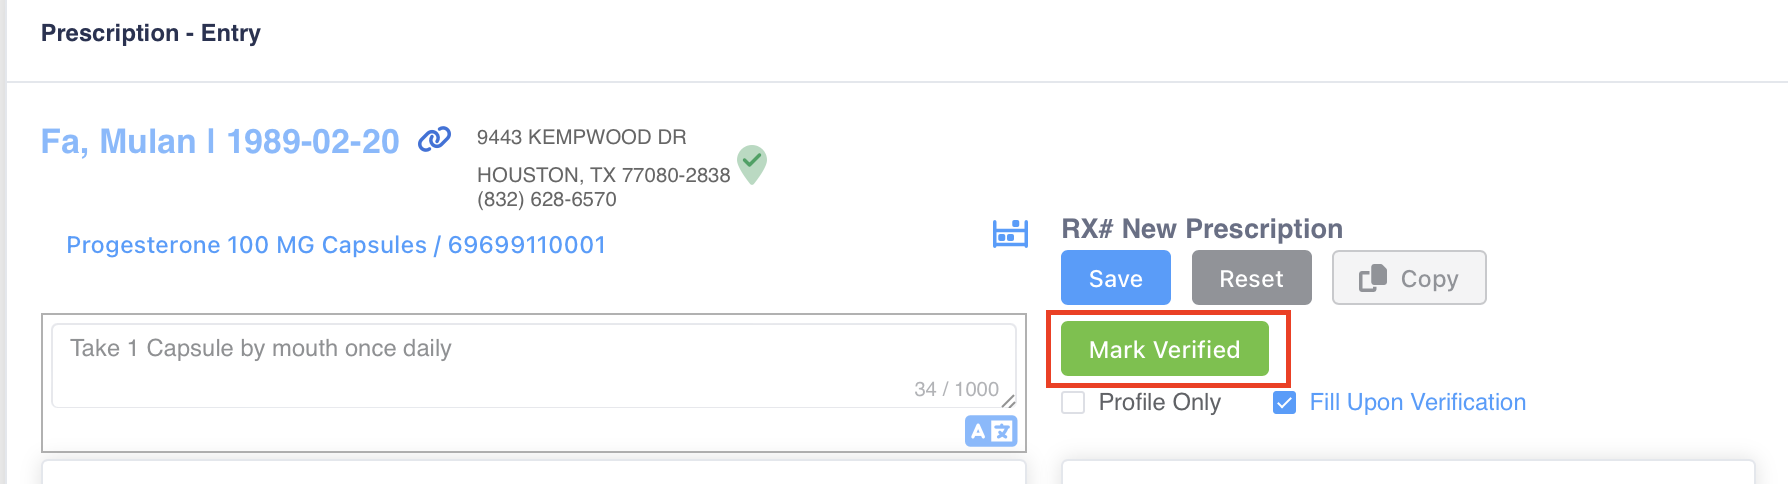 Prescription - Entry
Fa, Mulan | 1989-02-20
9443 KEMPWOOD DR
HOUSTON, TX 77080-2838
(832) 628-6570
Progesterone 100 MG Capsules / 69699110001
RX# New Prescription
Save
Reset
Copy
Take 1 Capsule by mouth once daily
34 / 1000
Mark Verified
Profile Only
Fill Upon Verification
A 文